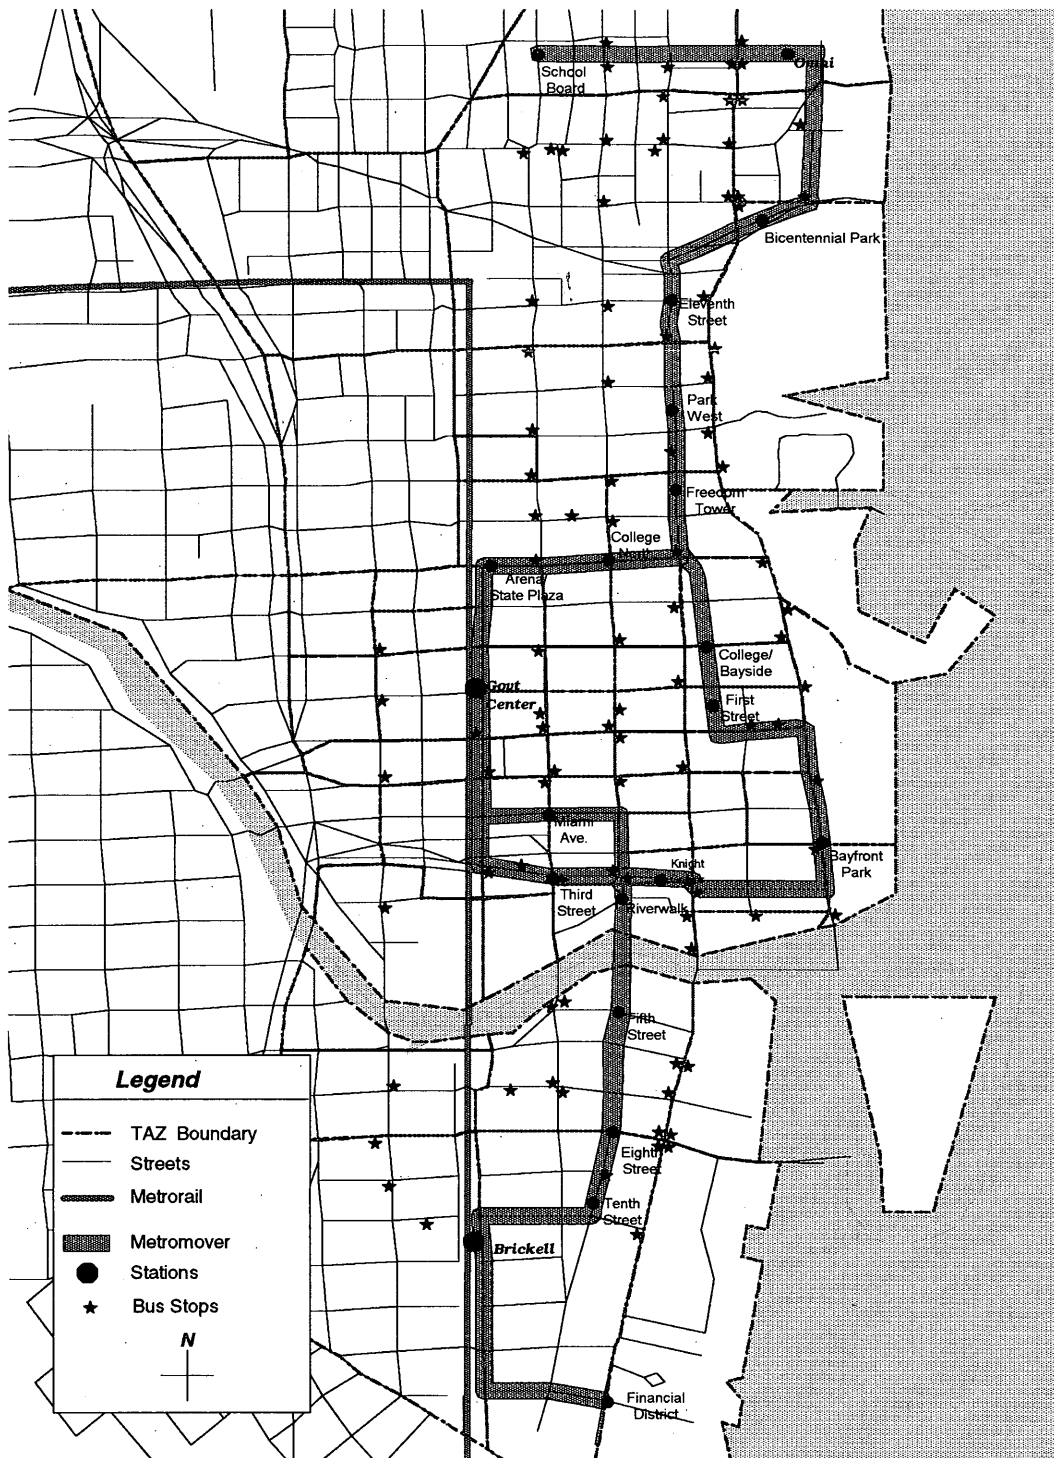 School
Board
Omni
Bicentennial Park
Eleventh
Street
Park
West
Freedom
Tower
College
North
Arena/
State Plaza
College/
Bayside
Govt
Center
First
Street
Miami
Ave.
Knight
Bayfront
Park
Third
Street
Riverwalk
Fifth
Street
Eighth
Street
Tenth
Street
Brickell
Financial
District
Legend
TAZ Boundary
Streets
Metrorail
Metromover
Stations
Bus Stops
N